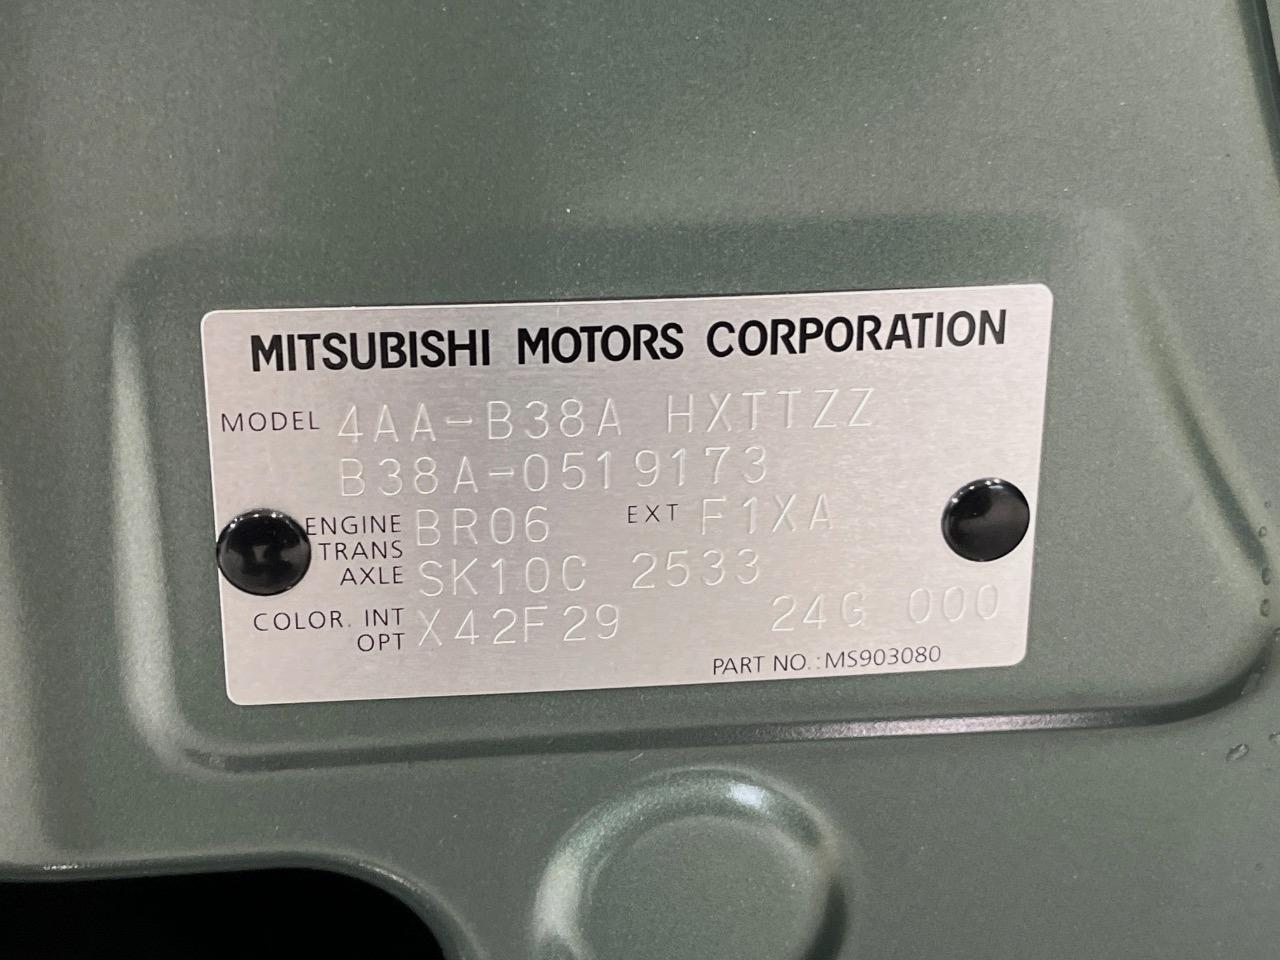 MITSUBISHI MOTORS CORPORATION
MODEL 4AA-B38A HXTTZZ
B38A-0519173
ENGINE BR06 EXT F1XA
TRANS
AXLE SK10C 2533
COLOR. INT
OPT X42F29 24G 000
PART NO.:MS903080